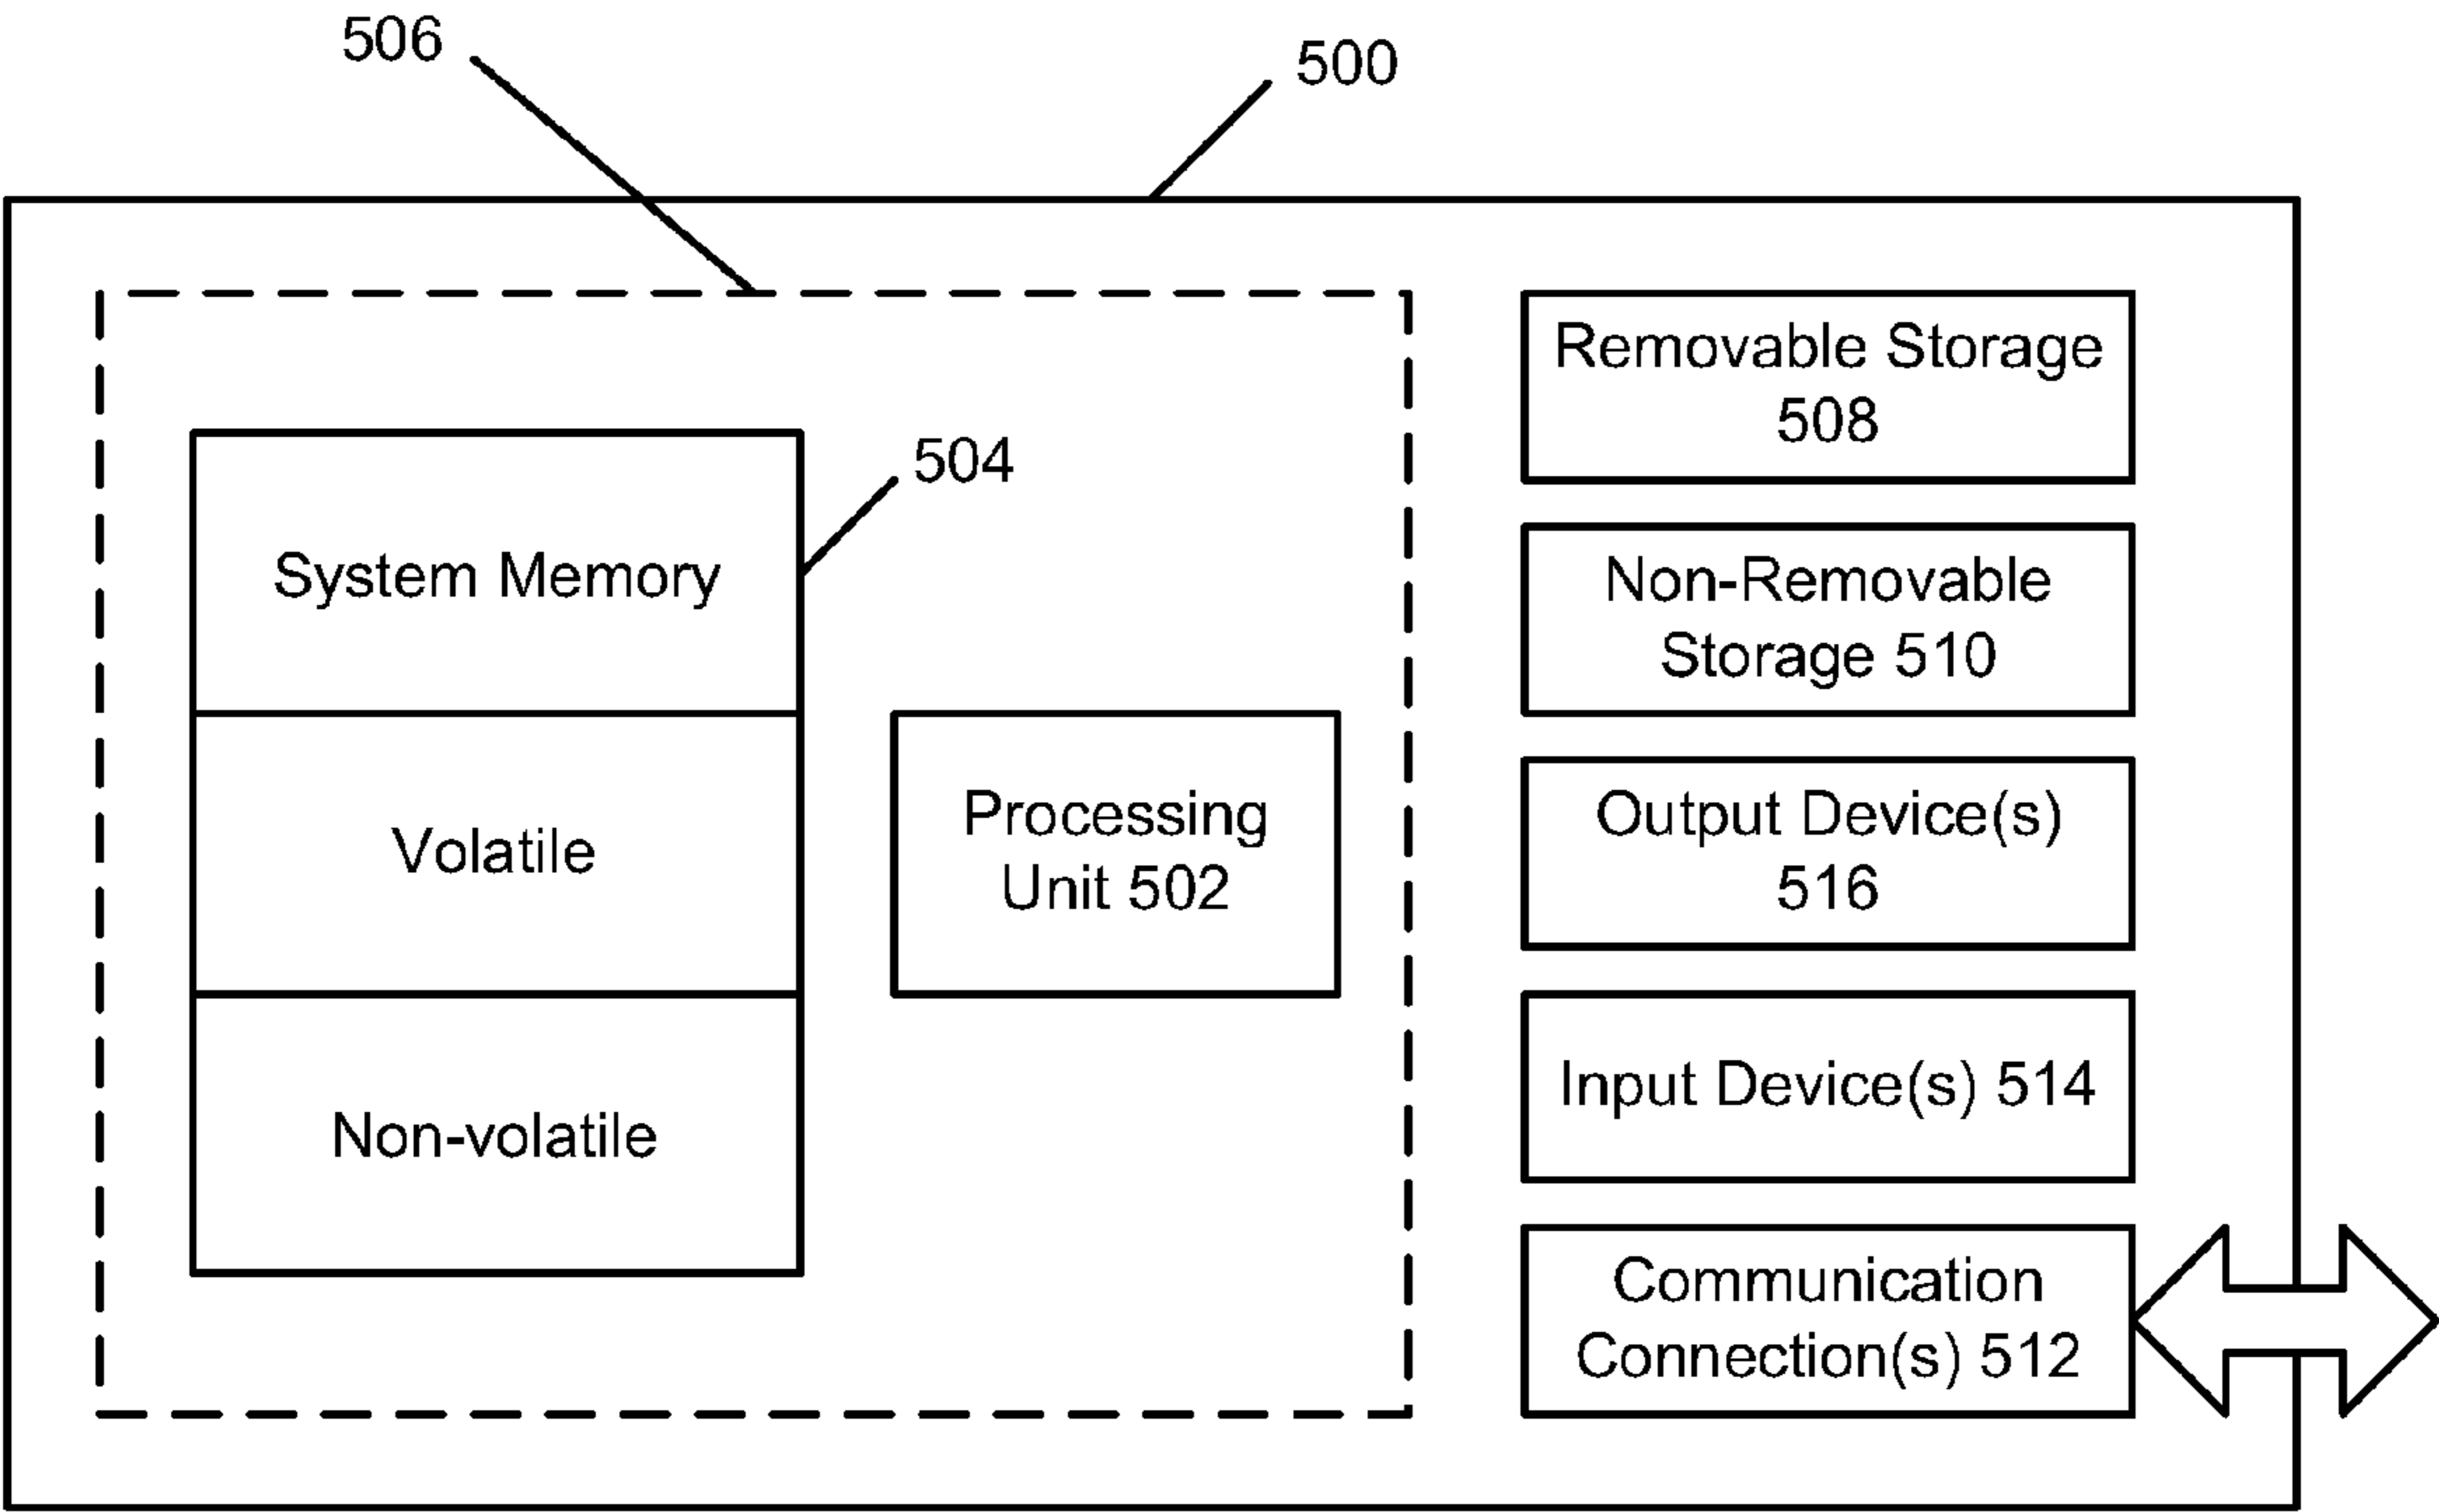 506
500
504
System Memory
Volatile
Non-volatile
Processing
Unit 502
Removable Storage
508
Non-Removable
Storage 510
Output Device(s)
516
Input Device(s) 514
Communication
Connection(s) 512